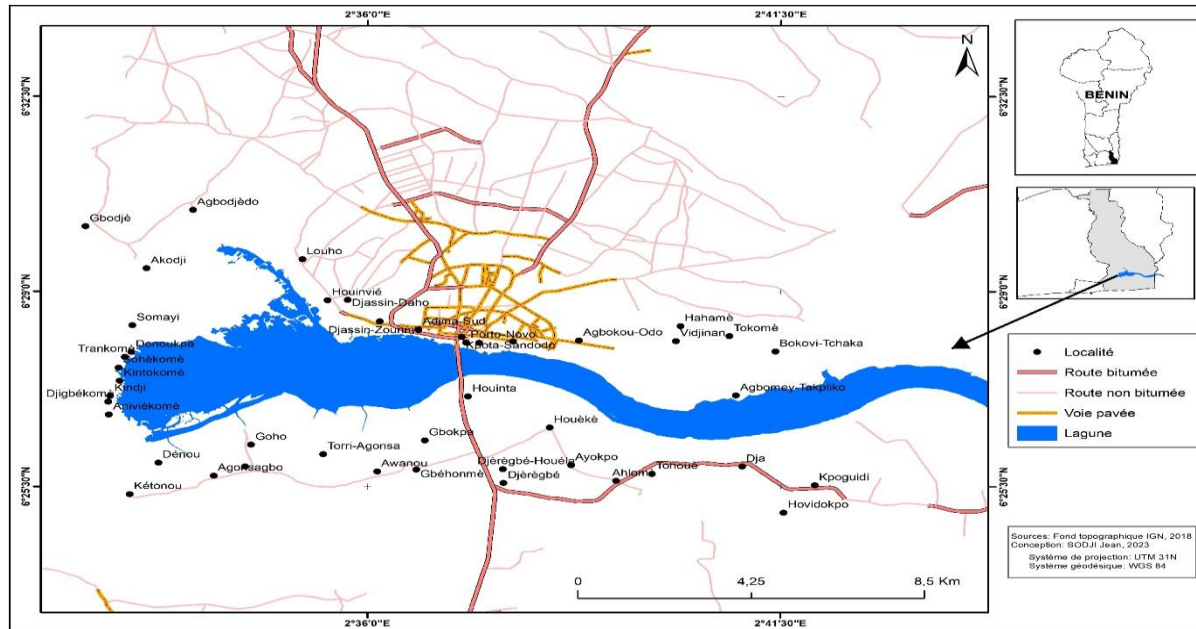 2°36'0"E
2°41'30"E
N
6°32'30"N
6°32'30"N
BENIN
Agbodjèdo
Gbodjè
Louho
Akodji
6°29'0"N
6°29'0"N
Houinvié
Djassin-Daho
Somayi
Djassin-Zounmè
Adjina-Sud
Porto-Novo
Kpota-Sandodo
Agbokou-Odo
Hahamè
Vidjinan
Tokomè
Bokovi-Tchaka
Trankomè
Donoukpa
Sohèkomè
Kintokomè
Kindji
Djigbékomè
Aniviékomè
Houinta
Agbomey-Takpliko
Localité
Route bitumée
Route non bitumée
Voie pavée
Lagune
Gbokpa
Houèkè
Goho
Torri-Agonsa
Dénou
Agonsagbo
Awanou
Gbéhonmè
Djèrègbé-Houéla
Djèrègbé
Ayokpo
Ahlomè
Tohouè
Dja
Kpoguidi
Kétonou
Hovidokpo
6°25'30"N
6°25'30"N
Sources: Fond topographique IGN, 2018
Conception: SODJI Jean, 2023
Système de projection: UTM 31N
Système géodésique: WGS 84
0
4,25
8,5 Km
2°36'0"E
2°41'30"E